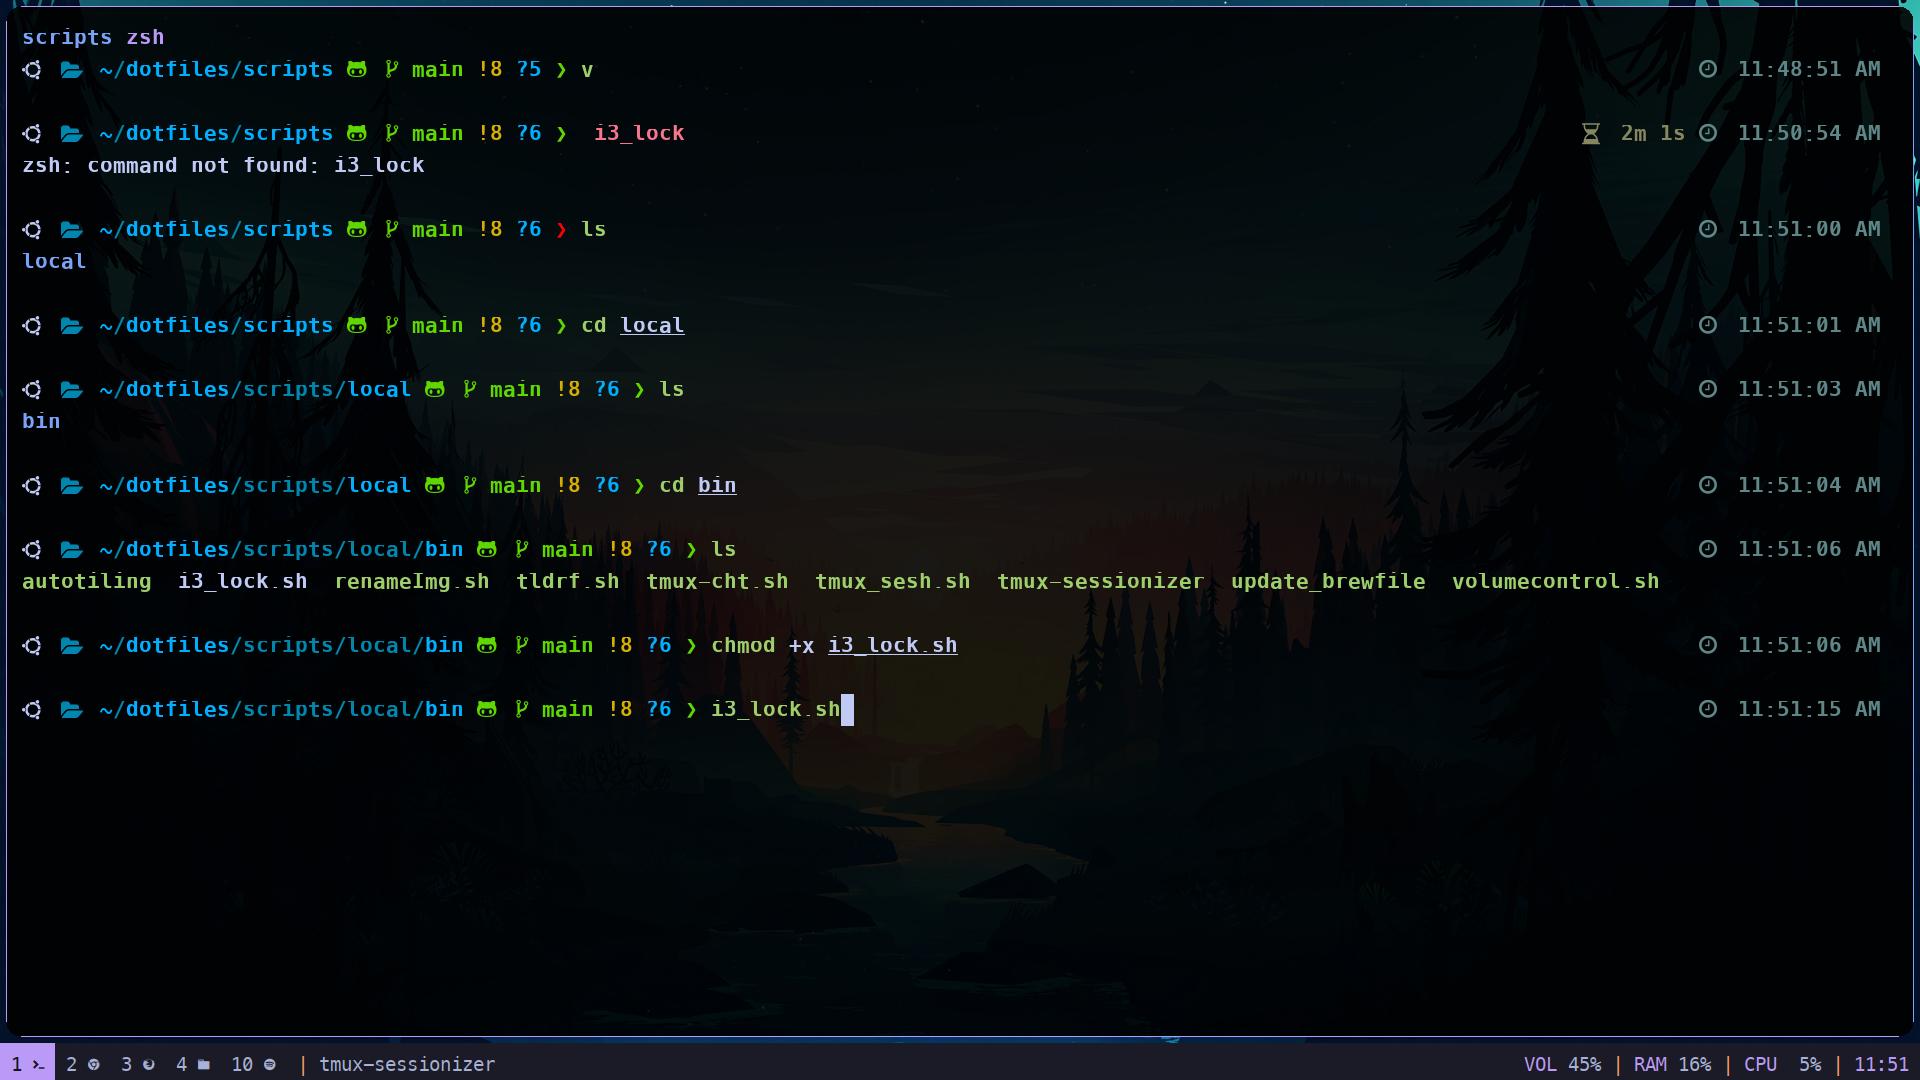 scripts zsh
~/dotfiles/scripts main !8 ?5 ❯ v 11:48:51 AM
~/dotfiles/scripts main !8 ?6 ❯ i3_lock 2m 1s 11:50:54 AM
zsh: command not found: i3_lock
~/dotfiles/scripts main !8 ?6 ❯ ls 11:51:00 AM
local
~/dotfiles/scripts main !8 ?6 ❯ cd local 11:51:01 AM
~/dotfiles/scripts/local main !8 ?6 ❯ ls 11:51:03 AM
bin
~/dotfiles/scripts/local main !8 ?6 ❯ cd bin 11:51:04 AM
~/dotfiles/scripts/local/bin main !8 ?6 ❯ ls 11:51:06 AM
autotiling i3_lock.sh renameImg.sh tldrf.sh tmux-cht.sh tmux_sesh.sh tmux-sessionizer update_brewfile volumecontrol.sh
~/dotfiles/scripts/local/bin main !8 ?6 ❯ chmod +x i3_lock.sh 11:51:06 AM
~/dotfiles/scripts/local/bin main !8 ?6 ❯ i3_lock.sh 11:51:15 AM
1 2 3 4 10 | tmux-sessionizer VOL 45% | RAM 16% | CPU 5% | 11:51